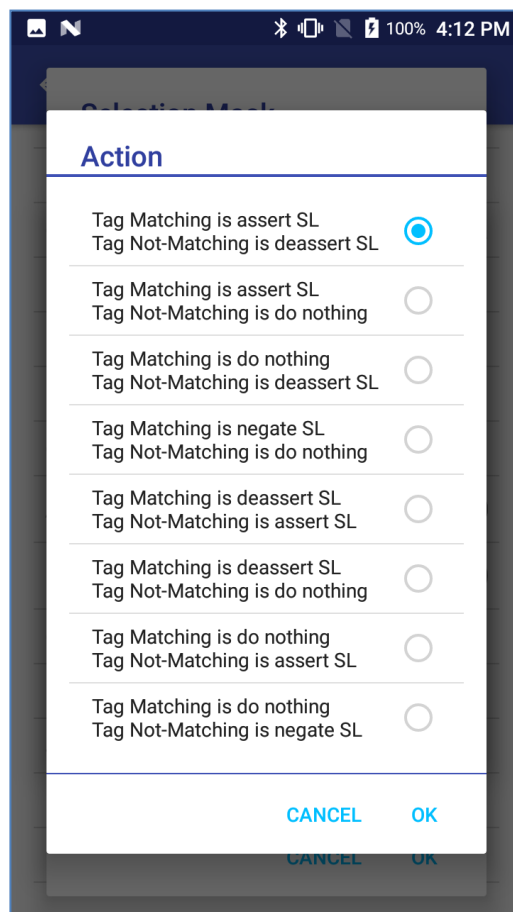 100% 4:12 PM
Selection Mask
Action
Tag Matching is assert SL
Tag Not-Matching is deassert SL
Tag Matching is assert SL
Tag Not-Matching is do nothing
Tag Matching is do nothing
Tag Not-Matching is deassert SL
Tag Matching is negate SL
Tag Not-Matching is do nothing
Tag Matching is deassert SL
Tag Not-Matching is assert SL
Tag Matching is deassert SL
Tag Not-Matching is do nothing
Tag Matching is do nothing
Tag Not-Matching is assert SL
Tag Matching is do nothing
Tag Not-Matching is negate SL
CANCEL OK
CANCEL OK